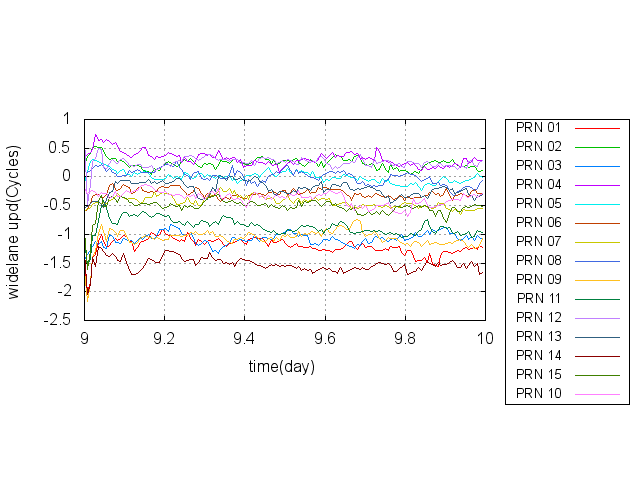 widelane upd(Cycles)
1
0.5
0
-0.5
-1
-1.5
-2
-2.5
9
9.2
9.4
9.6
9.8
10
time(day)
PRN 01
PRN 02
PRN 03
PRN 04
PRN 05
PRN 06
PRN 07
PRN 08
PRN 09
PRN 11
PRN 12
PRN 13
PRN 14
PRN 15
PRN 10